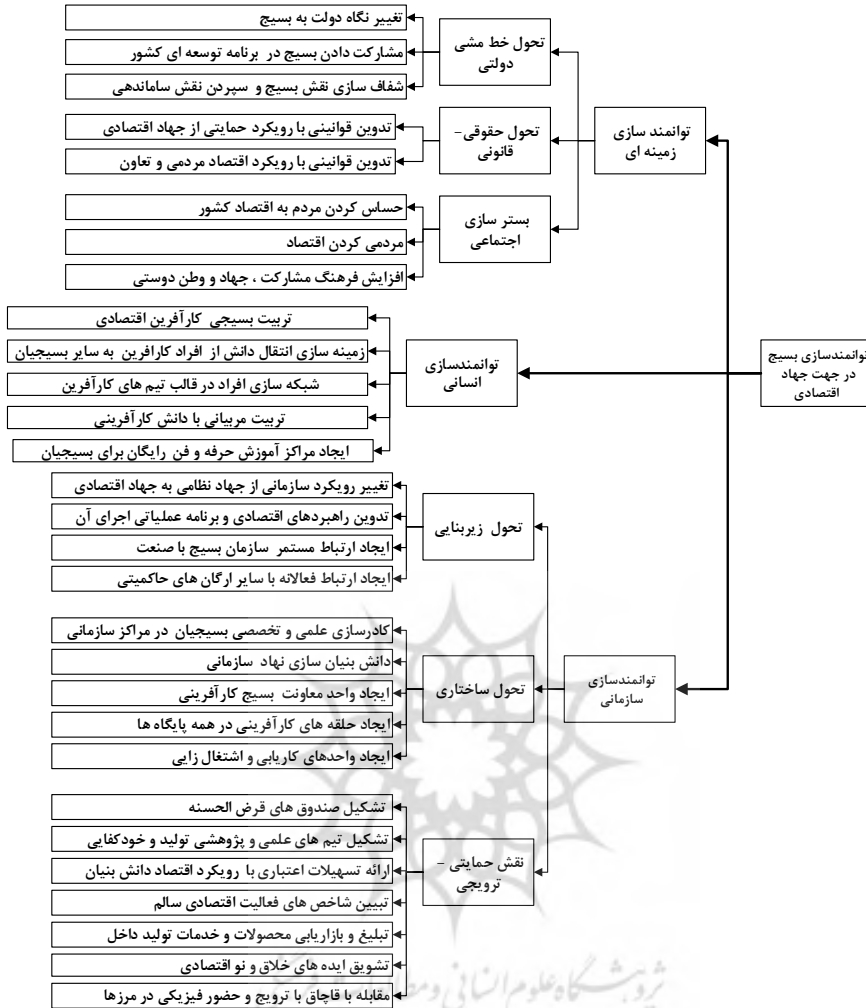 توانمندسازی بسیج
در جهت جهاد
اقتصادی
توانمند سازی
زمینه ای
تحول خط مشی
دولتی
تغییر نگاه دولت به بسیج
مشارکت دادن بسیج در برنامه توسعه ای کشور
شفاف سازی نقش بسیج و سپردن نقش ساماندهی
تحول حقوقی-
قانونی
تدوین قوانینی با رویکرد حمایتی از جهاد اقتصادی
تدوین قوانینی با رویکرد اقتصاد مردمی و تعاون
بستر سازی
اجتماعی
حساس کردن مردم به اقتصاد کشور
مردمی کردن اقتصاد
افزایش فرهنگ مشارکت ، جهاد و وطن دوستی
توانمندسازی
انسانی
تربیت بسیجی کارآفرین اقتصادی
زمینه سازی انتقال دانش از افراد کارافرین به سایر بسیجیان
شبکه سازی افراد در قالب تیم های کارآفرین
تربیت مربیانی با دانش کارآفرینی
ایجاد مراکز آموزش حرفه و فن رایگان برای بسیجیان
توانمندسازی
سازمانی
تحول زیربنایی
تغییر رویکرد سازمانی از جهاد نظامی به جهاد اقتصادی
تدوین راهبردهای اقتصادی و برنامه عملیاتی اجرای آن
ایجاد ارتباط مستمر سازمان بسیج با صنعت
ایجاد ارتباط فعالانه با سایر ارگان های حاکمیتی
تحول ساختاری
کادرسازی علمی و تخصصی بسیجیان در مراکز سازمانی
دانش بنیان سازی نهاد سازمانی
ایجاد واحد معاونت بسیج کارآفرینی
ایجاد حلقه های کارآفرینی در همه پایگاه ها
ایجاد واحدهای کاریابی و اشتغال زایی
نقش حمایتی -
ترویجی
تشکیل صندوق های قرض الحسنه
تشکیل تیم های علمی و پژوهشی تولید و خودکفایی
ارائه تسهیلات اعتباری با رویکرد اقتصاد دانش بنیان
تبیین شاخص های فعالیت اقتصادی سالم
تبلیغ و بازاریابی محصولات و خدمات تولید داخل
تشویق ایده های خلاق و نو اقتصادی
مقابله با قاچاق با ترویج و حضور فیزیکی در مرزها
پژوهشگاه علوم انسانی و